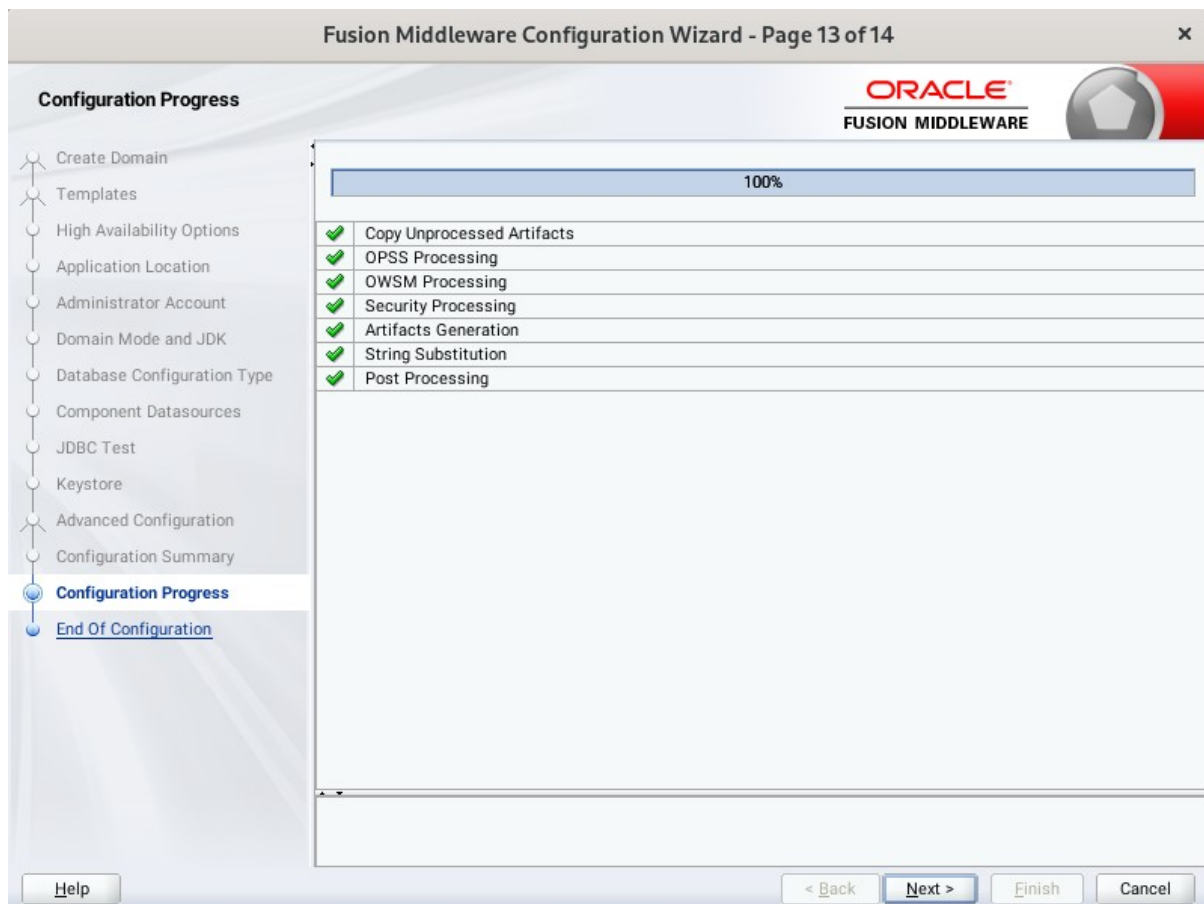 Fusion Middleware Configuration Wizard - Page 13 of 14
×
Configuration Progress
ORACLE
FUSION MIDDLEWARE
Create Domain
Templates
High Availability Options
Application Location
Administrator Account
Domain Mode and JDK
Database Configuration Type
Component Datasources
JDBC Test
Keystore
Advanced Configuration
Configuration Summary
Configuration Progress
End Of Configuration
100%
Copy Unprocessed Artifacts
OPSS Processing
OWSM Processing
Security Processing
Artifacts Generation
String Substitution
Post Processing
Help
< Back
Next >
Finish
Cancel